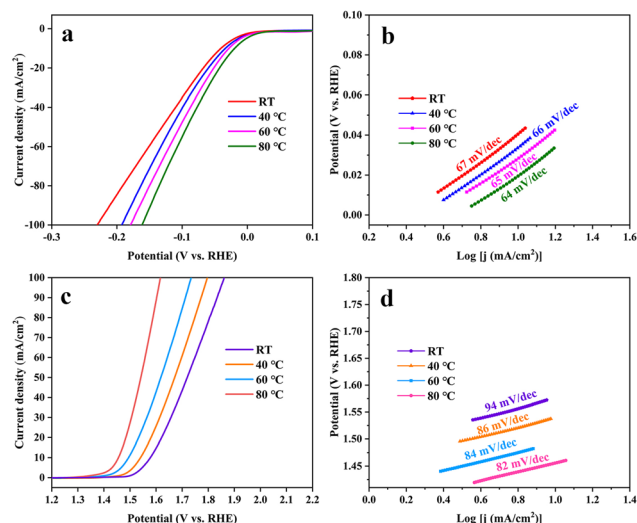 a
Current density (mA/cm²)
0
-20
-40
-60
-80
-100
RT
40 °C
60 °C
80 °C
-0.3
-0.2
-0.1
0.0
0.1
Potential (V vs. RHE)
b
Potential (V vs. RHE)
0.10
0.08
0.06
0.04
0.02
0.00
RT
40 °C
60 °C
80 °C
67 mV/dec
66 mV/dec
65 mV/dec
64 mV/dec
0.2
0.4
0.6
0.8
1.0
1.2
1.4
1.6
Log [j (mA/cm²)]
c
Current density (mA/cm²)
100
90
80
70
60
50
40
30
20
10
0
RT
40 °C
60 °C
80 °C
1.2
1.3
1.4
1.5
1.6
1.7
1.8
1.9
2.0
2.1
2.2
Potential (V vs. RHE)
d
Potential (V vs. RHE)
1.80
1.75
1.70
1.65
1.60
1.55
1.50
1.45
RT
40 °C
60 °C
80 °C
94 mV/dec
86 mV/dec
84 mV/dec
82 mV/dec
0.0
0.2
0.4
0.6
0.8
1.0
1.2
1.4
Log [j (mA/cm²)]